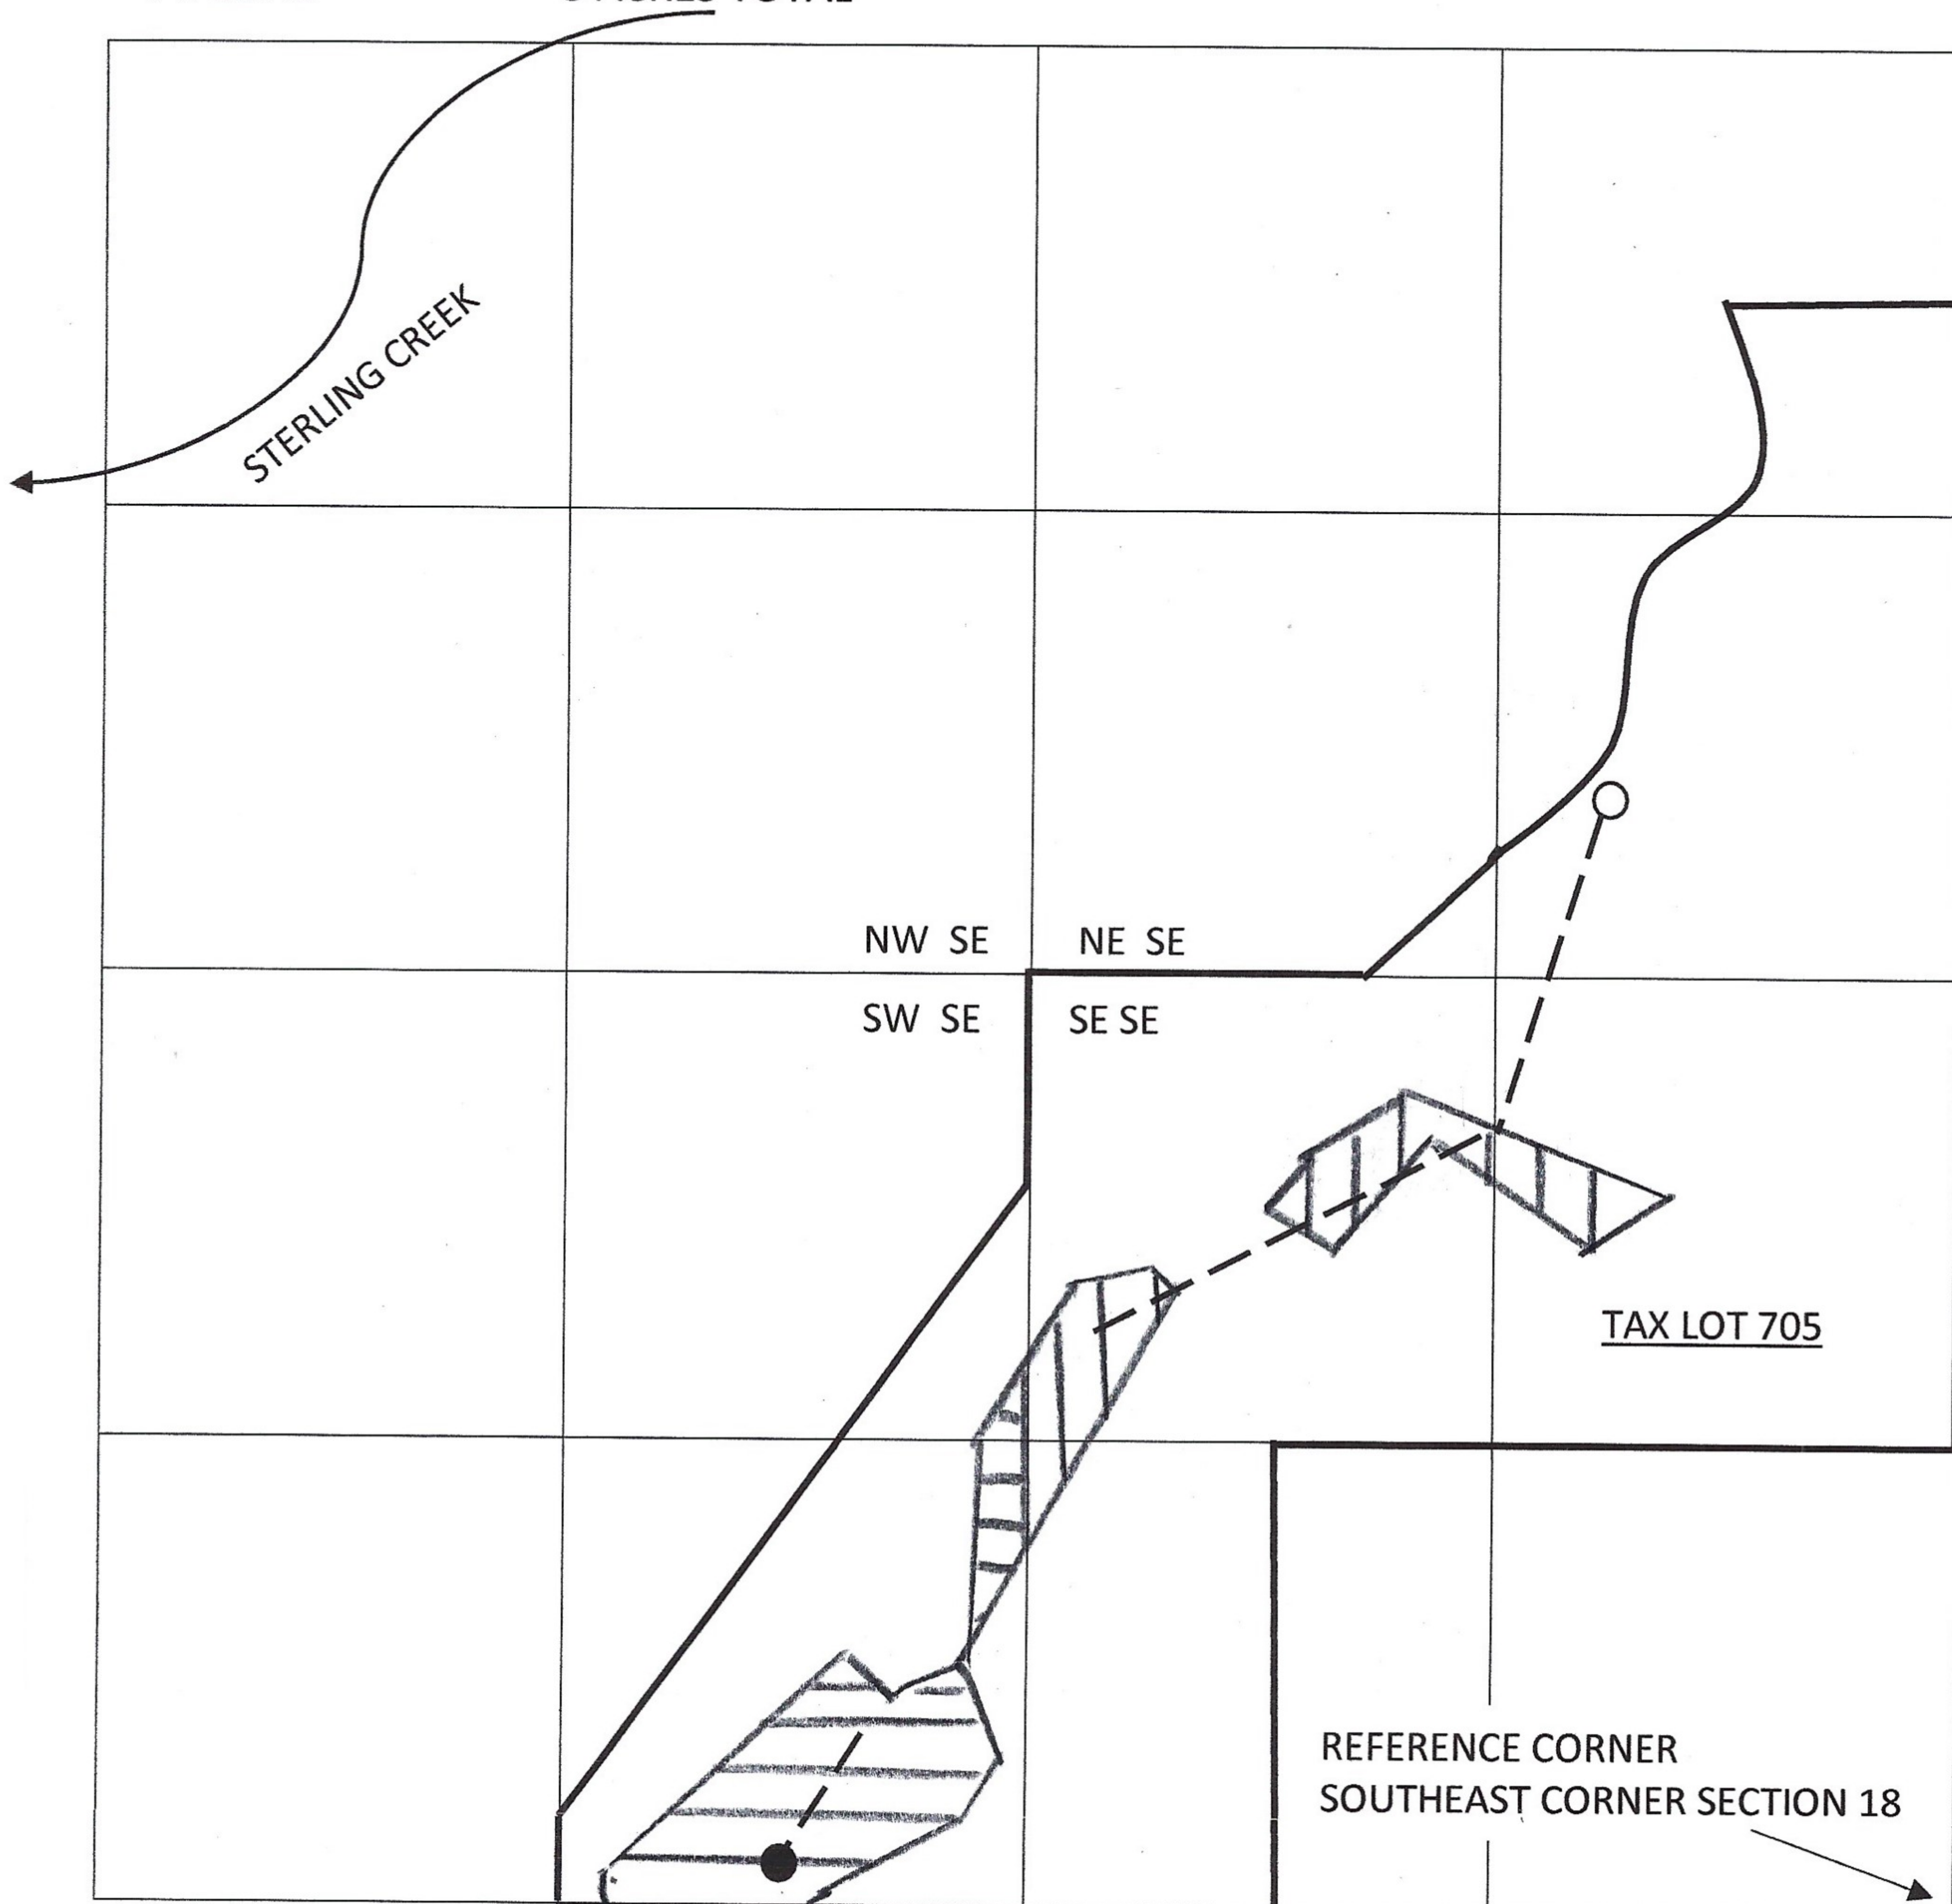 STERLING CREEK
NW SE
NE SE
SW SE
SE SE
TAX LOT 705
REFERENCE CORNER
SOUTHEAST CORNER SECTION 18